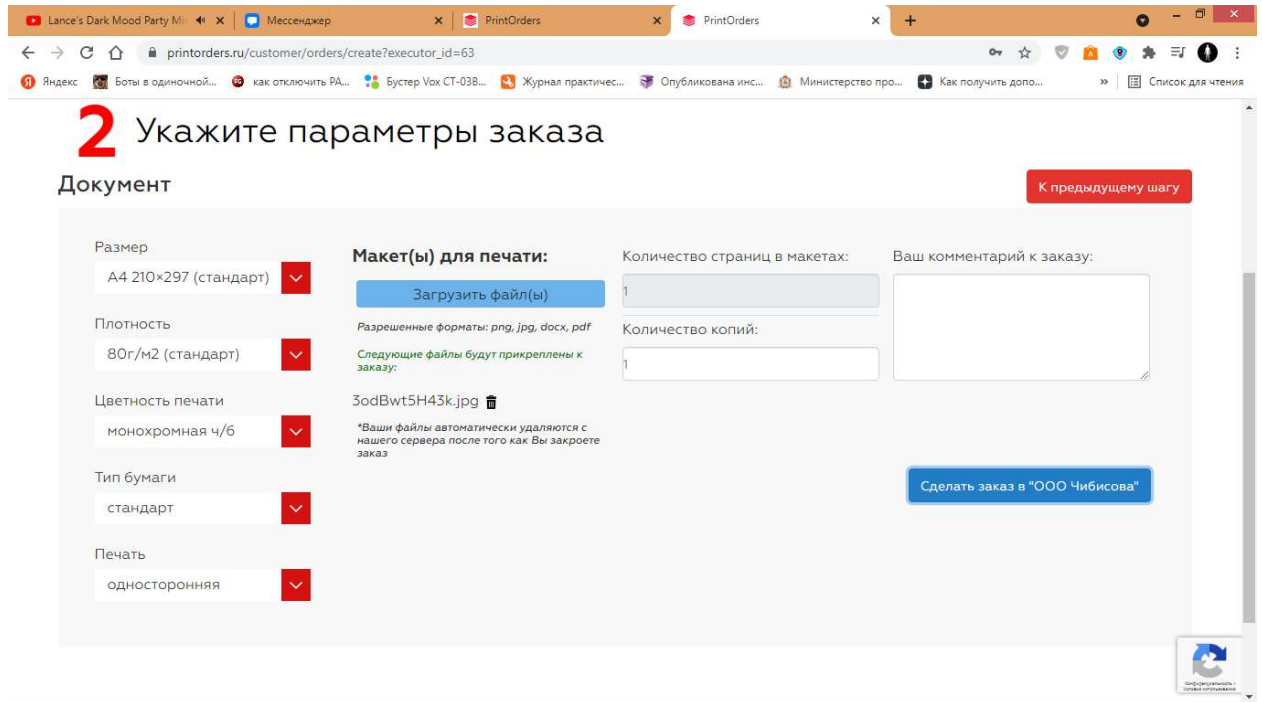 Lance's Dark Mood Party Mi
Мессенджер
PrintOrders
PrintOrders
printorders.ru/customer/orders/create?executor_id=63
Яндекс
Боты в одиночной...
как отключить РА...
Бустер Vox CT-03B...
Журнал практичес...
Опубликована инс...
Министерство про...
Как получить допо...
»
Список для чтения
2 Укажите параметры заказа
Документ
К предыдущему шагу
Размер
А4 210×297 (стандарт)
Плотность
80г/м2 (стандарт)
Цветность печати
монохромная ч/б
Тип бумаги
стандарт
Печать
односторонняя
Макет(ы) для печати:
Загрузить файл(ы)
Разрешенные форматы: png, jpg, docx, pdf
Следующие файлы будут прикреплены к
заказу:
3odBwt5H43k.jpg
*Ваши файлы автоматически удаляются с
нашего сервера после того как Вы закроете
заказ
Количество страниц в макетах:
1
Количество копий:
1
Ваш комментарий к заказу:
Сделать заказ в "ООО Чибисова"
Конфиденциальность -
Условия использования